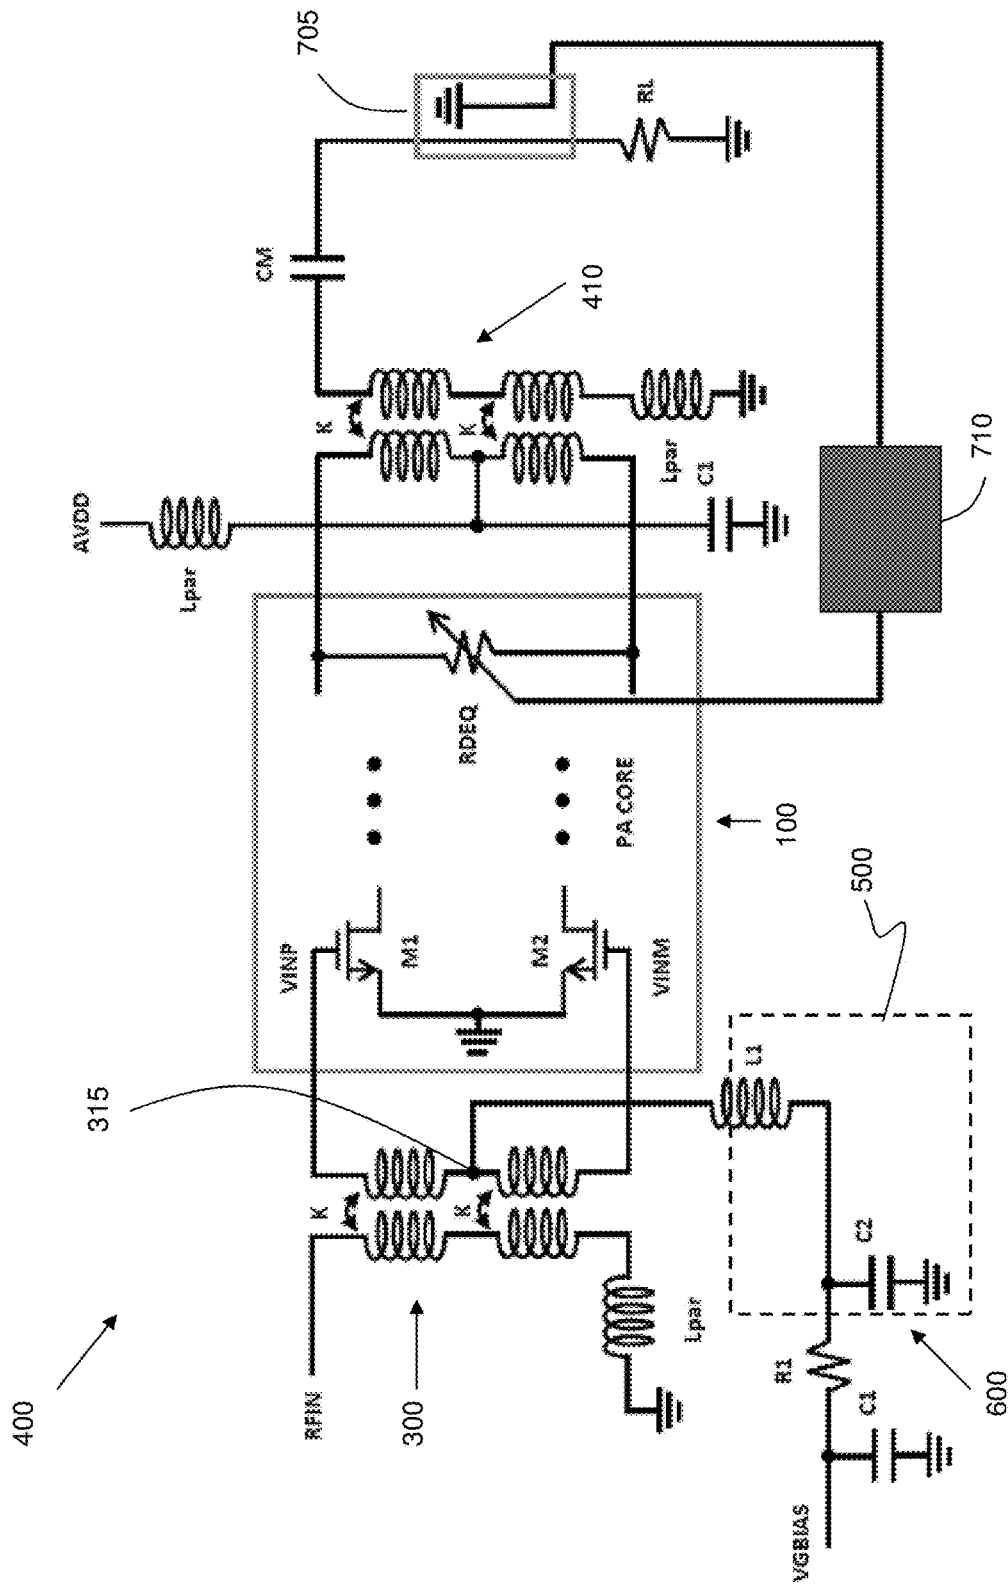 400
RFIN
300
K
K
Lpar
315
VGBIAS
C1
R1
600
C2
L1
500
VINP
M1
M2
VINM
PA CORE
100
RDEQ
AVDD
Lpar
K
K
Lpar
C1
410
CM
705
RL
710